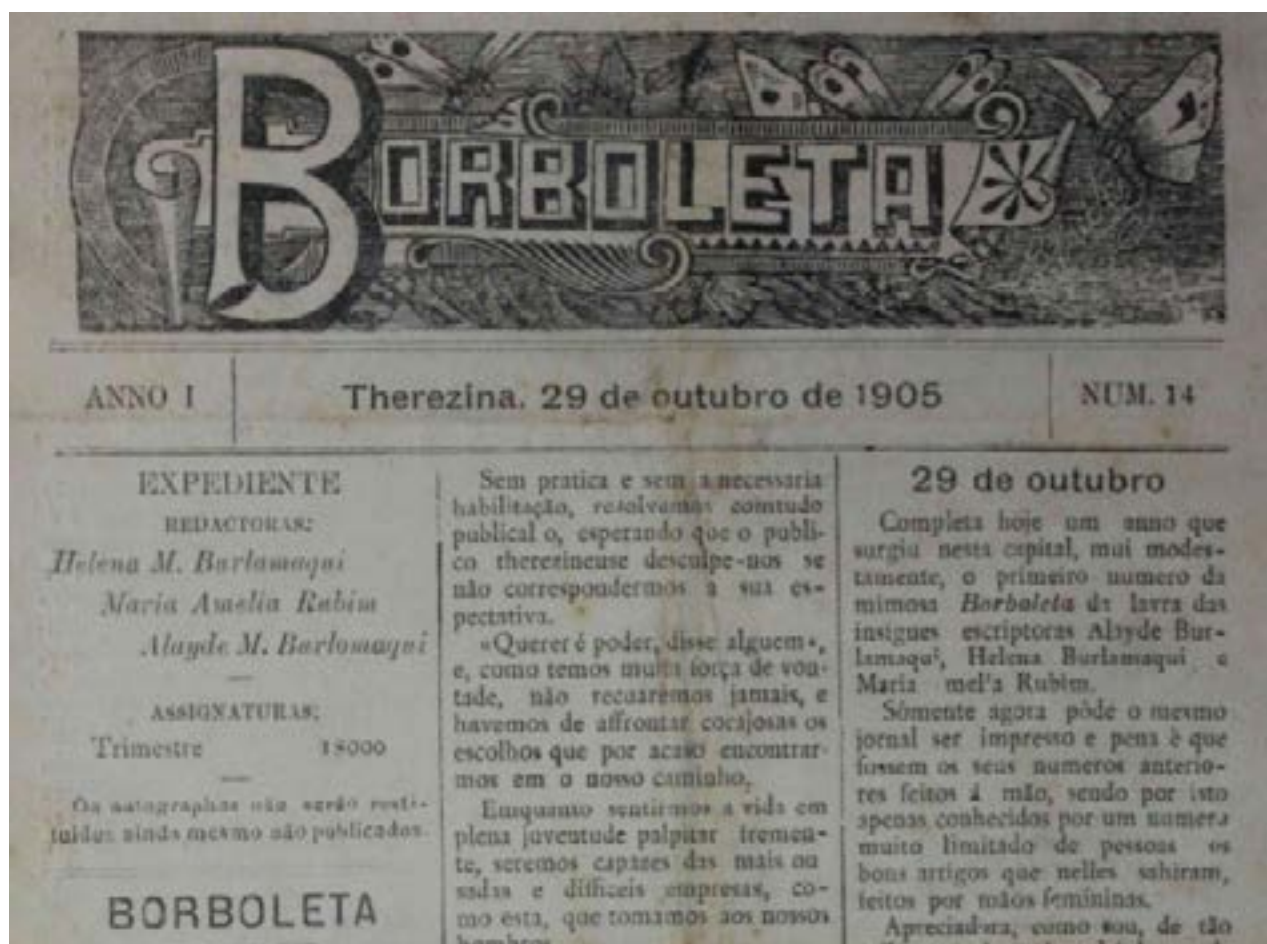 BORBOLETA
ANNO I
Therezina. 29 de outubro de 1905
NUM. 14
EXPEDIENTE
REDACTORAS:
Helena M. Burlamaqui
Maria Amelia Rubim
Alayde M. Burlomaqui
ASSIGNATURAS:
Trimestre 1$000
Os autographos não serão resti-
tuidos ainda mesmo não publicados.
BORBOLETA
Sem pratica e sem a necessaria
habilitação, resolvemos comtudo
publical o, esperando que o publi-
co therezinense desculpe-nos se
não correspondermos a sua es-
pectativa.
«Querer é poder, disse alguem»,
e, como temos muita força de von-
tade, não recuaremos jamais, e
havemos de affrontar corajosas os
escolhos que por acaso encontrar-
mos em o nosso caminho.
Emquanto sentirmos a vida em
plena juventude palpitar tremen-
te, seremos capazes das mais ou
sadas e difficeis empresas, co-
mo esta, que tomamos aos nossos
hombros
29 de outubro
Completa hoje um anno que
surgiu nesta capital, mui modes-
tamente, o primeiro numero da
mimosa Borboleta da lavra das
insignes escriptoras Alayde Bur-
lamaqui, Helena Burlamaqui e
Maria mel'a Rubim.
Sómente agora pôde o mesmo
jornal ser impresso e pena è que
fossem os seus numeros anterio-
res feitos á mão, sendo por isto
apenas conhecidos por um numero
muito limitado de pessoas os
bons artigos que nelles sahiram,
feitos por mãos femininas.
Apreciadora, como sou, de tão